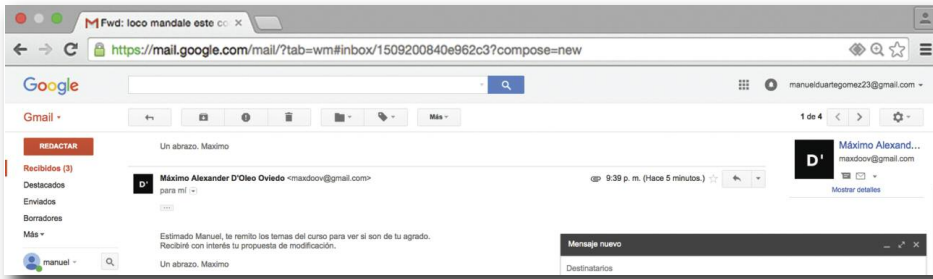 Fwd: loco mandale este co
https://mail.google.com/mail/?tab=wm#inbox/1509200840e962c3?compose=new
Google
manuelduartegomez23@gmail.com
Gmail
Más
1 de 4
REDACTAR
Un abrazo. Maximo
Máximo Alexand...
D'
maxdoov@gmail.com
Mostrar detalles
Recibidos (3)
Destacados
Enviados
Borradores
Más
manuel
D'
Máximo Alexander D'Oleo Oviedo <maxdoov@gmail.com>
9:39 p. m. (Hace 5 minutos.)
para mí
Estimado Manuel, te remito los temas del curso para ver si son de tu agrado.
Recibiré con interés tu propuesta de modificación.
Un abrazo. Maximo
Mensaje nuevo
Destinatarios